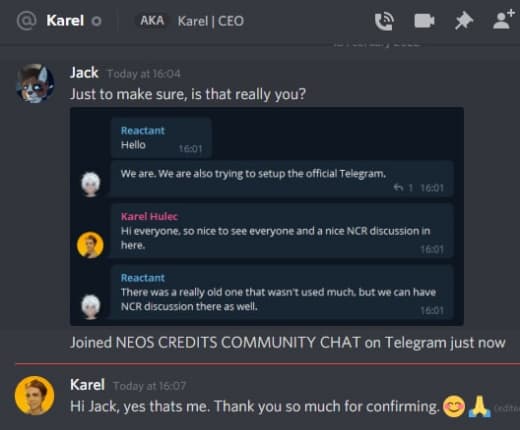 @ Karel AKA Karel | CEO
Jack Today at 16:04
Just to make sure, is that really you?
Reactant
Hello 16:01
We are. We are also trying to setup the official Telegram.
1 16:01
Karel Hulec
Hi everyone, so nice to see everyone and a nice NCR discussion in
here.
16:01
Reactant
There was a really old one that wasn't used much, but we can have
NCR discussion there as well.
16:01
Joined NEOS CREDITS COMMUNITY CHAT on Telegram just now
Karel Today at 16:07
Hi Jack, yes thats me. Thank you so much for confirming. 😊🙏